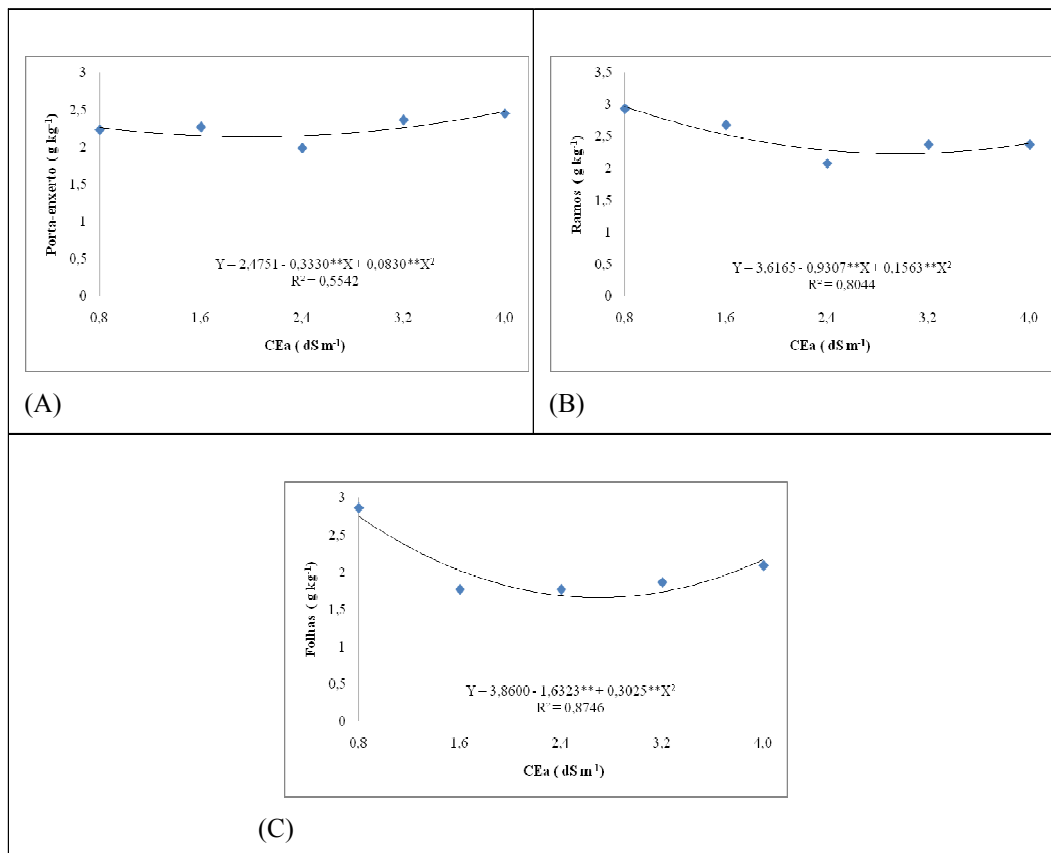 3
2,5
2
1,5
1
0,5
0
Porta-enxerto ( g kg⁻¹)
Y – 2,4751 - 0,3330**X + 0,0830**X²
R² = 0,5542
0,8 1,6 2,4 3,2 4,0
CEa ( dS m⁻¹)
(A)
3,5
3
2,5
2
1,5
1
0,5
0
Ramos ( g kg⁻¹)
Y – 3,6165 - 0,9307**X + 0,1563**X²
R² = 0,8044
0,8 1,6 2,4 3,2 4,0
CEa ( dS m⁻¹)
(B)
3
2,5
2
1,5
1
0,5
0
Folhas ( g kg⁻¹)
Y – 3,8600 - 1,6323** + 0,3025**X²
R² = 0,8746
0,8 1,6 2,4 3,2 4,0
CEa ( dS m⁻¹)
(C)